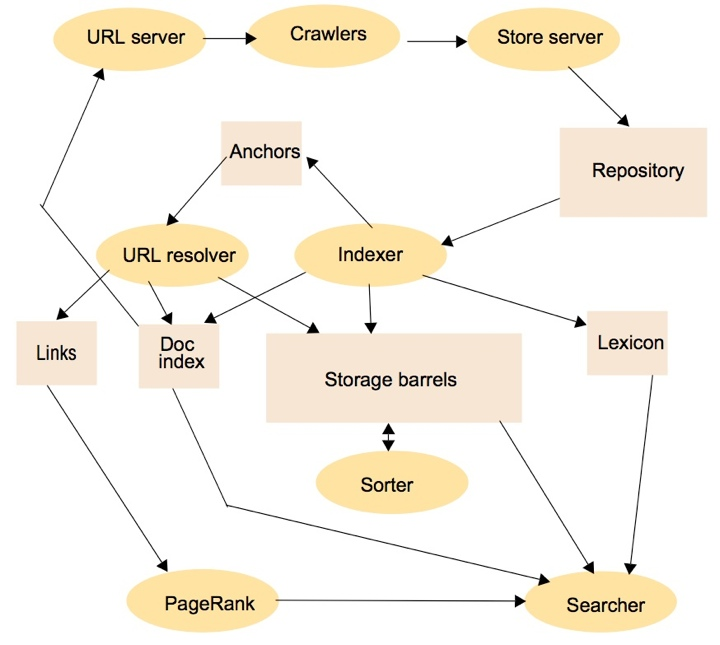 URL server
Crawlers
Store server
Anchors
Repository
URL resolver
Indexer
Links
Doc
index
Storage barrels
Lexicon
Sorter
PageRank
Searcher